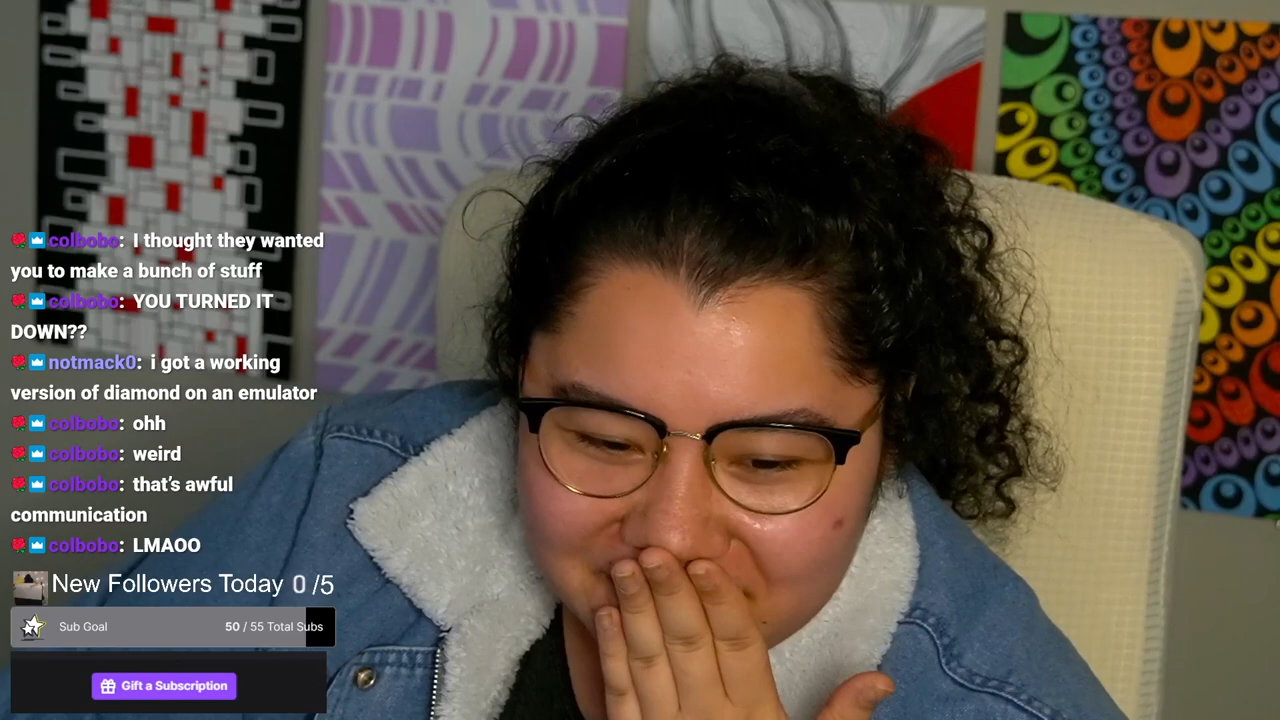 colbobo: I thought they wanted
you to make a bunch of stuff
colbobo: YOU TURNED IT
DOWN??
notmack0: i got a working
version of diamond on an emulator
colbobo: ohh
colbobo: weird
colbobo: that's awful
communication
colbobo: LMAOO
New Followers Today 0 /5
Sub Goal 50 / 55 Total Subs
Gift a Subscription